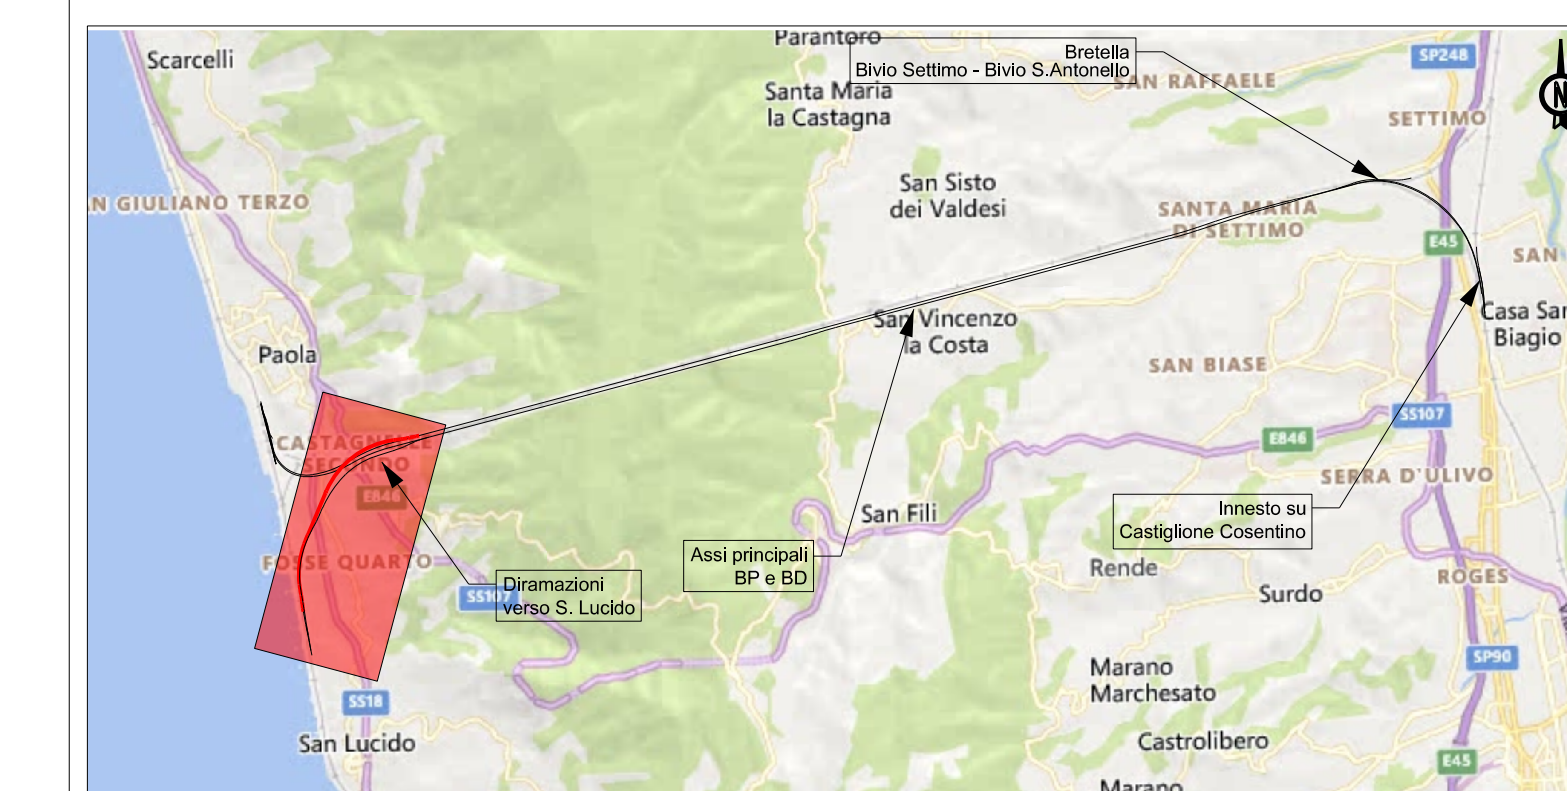 Parantoro
Scarcelli
Bretella
Bivio Settimo - Bivio S.Antonello
SP248
SAN RAFFAELE
Santa Maria
la Castagna
N
SETTIMO
San Sisto
dei Valdesi
N GIULIANO TERZO
SANTA MARIA
DI SETTIMO
E45
SAN
San Vincenzo
la Costa
Casa Sa
Biagio
Paola
SAN BIASE
SS107
CASTAGNELLE
SECONDO
E846
E846
SERRA D'ULIVO
San Fili
Innesto su
Castiglione Cosentino
Assi principali
BP e BD
FOSSE QUARTO
Rende
ROGES
Diramazioni
verso S. Lucido
SS107
Surdo
SP90
Marano
Marchesato
SS18
San Lucido
Castrolibero
E45
Marano